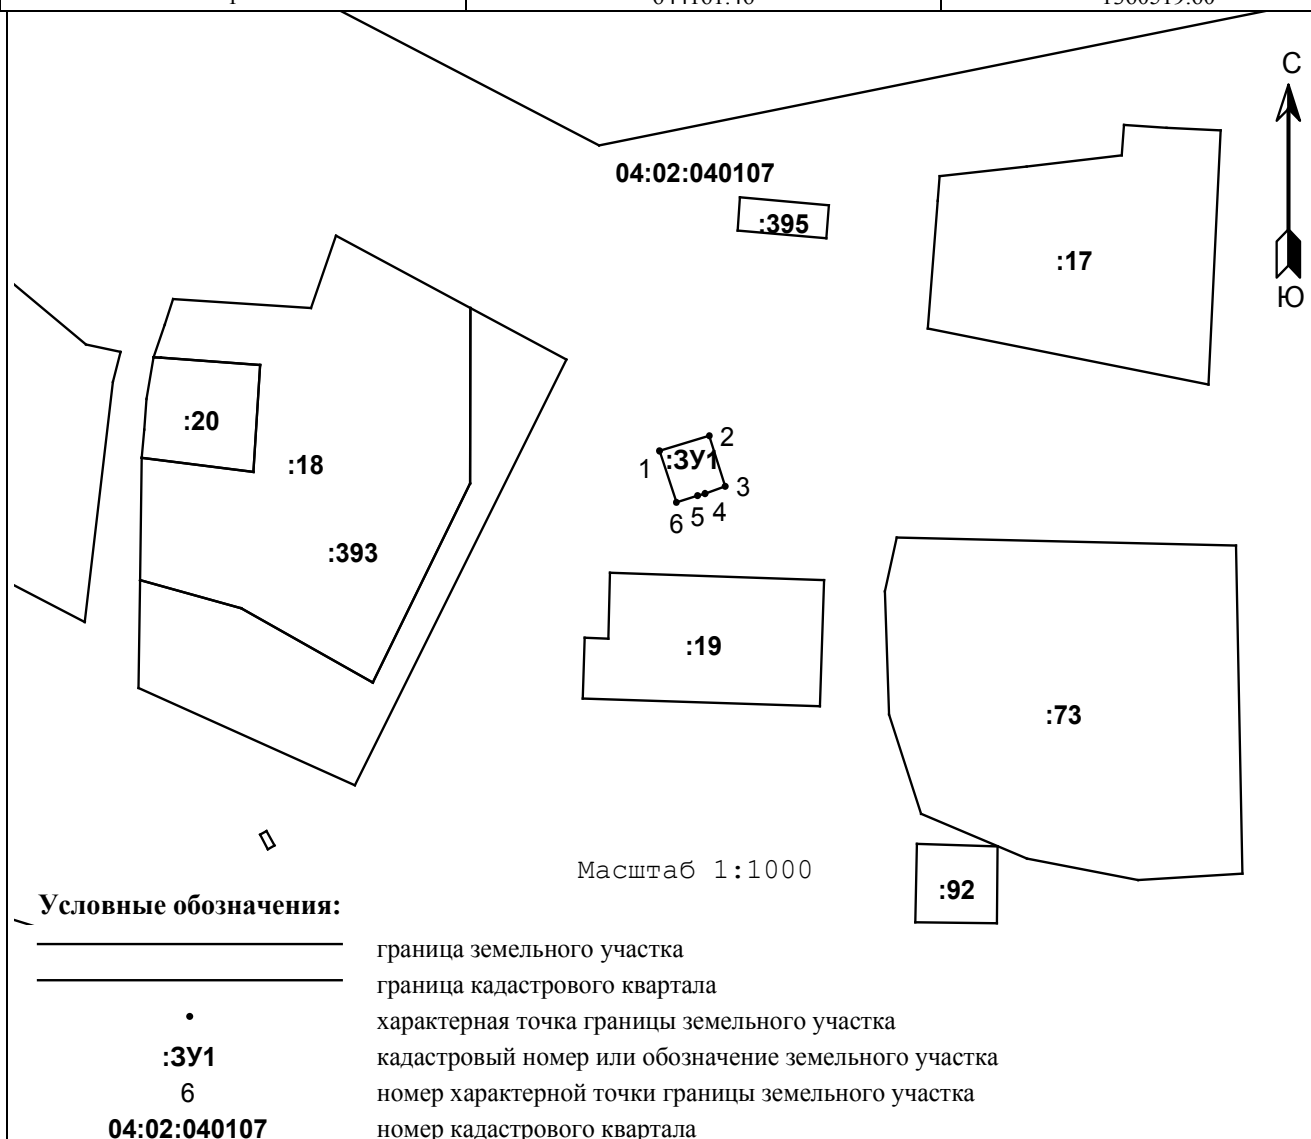 С
04:02:040107
:395
:17
Ю
:20
:18
:393
1
2
:ЗУ1
3
4
5
6
:19
:73
:92
Масштаб 1:1000
Условные обозначения:
граница земельного участка
граница кадастрового квартала
характерная точка границы земельного участка
:ЗУ1 кадастровый номер или обозначение земельного участка
6 номер характерной точки границы земельного участка
04:02:040107 номер кадастрового квартала